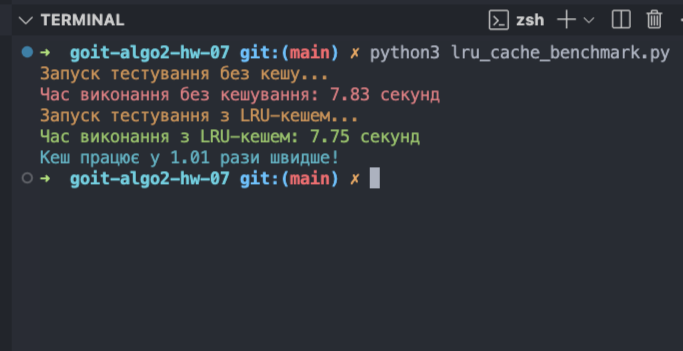 TERMINAL
zsh
→ goit-algo2-hw-07 git:(main) ✗ python3 lru_cache_benchmark.py
Запуск тестування без кешу...
Час виконання без кешування: 7.83 секунд
Запуск тестування з LRU-кешем...
Час виконання з LRU-кешем: 7.75 секунд
Кеш працює у 1.01 рази швидше!
→ goit-algo2-hw-07 git:(main) ✗